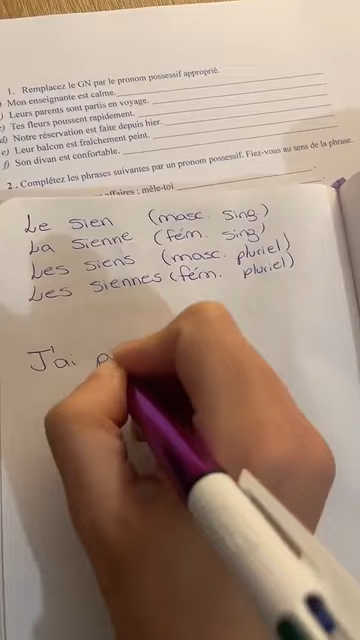 1. Remplacez le GN par le pronom possessif approprié.
Mon enseignante est calme.
Leurs parents sont partis en voyage.
Tes fleurs poussent rapidement.
d) Notre réservation est faite depuis hier.
e) Leur balcon est fraîchement peint.
f) Son divan est confortable.
2. Complétez les phrases suivantes par un pronom possessif. Fiez-vous au sens de la phrase.
affaires : mêle-toi
Le sien (masc. sing)
La sienne (fém. sing)
Les siens (masc. pluriel)
Les siennes (fém. pluriel)
J'ai